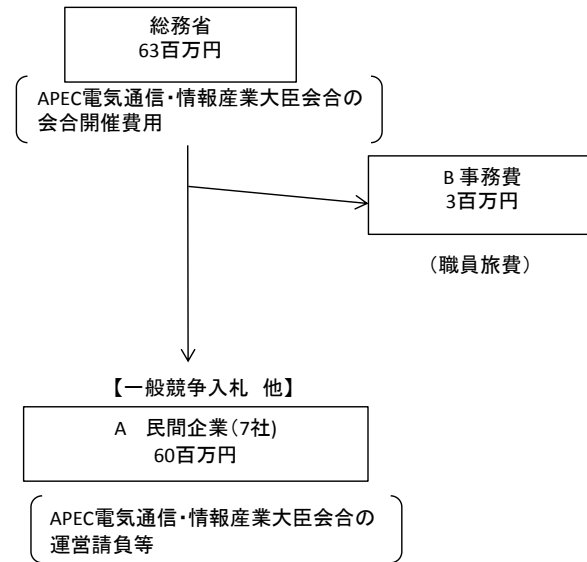 総務省
63百万円
APEC電気通信・情報産業大臣会合の
会合開催費用
B 事務費
3百万円
（職員旅費）
【一般競争入札 他】
A 民間企業（7社）
60百万円
APEC電気通信・情報産業大臣会合の
運営請負等